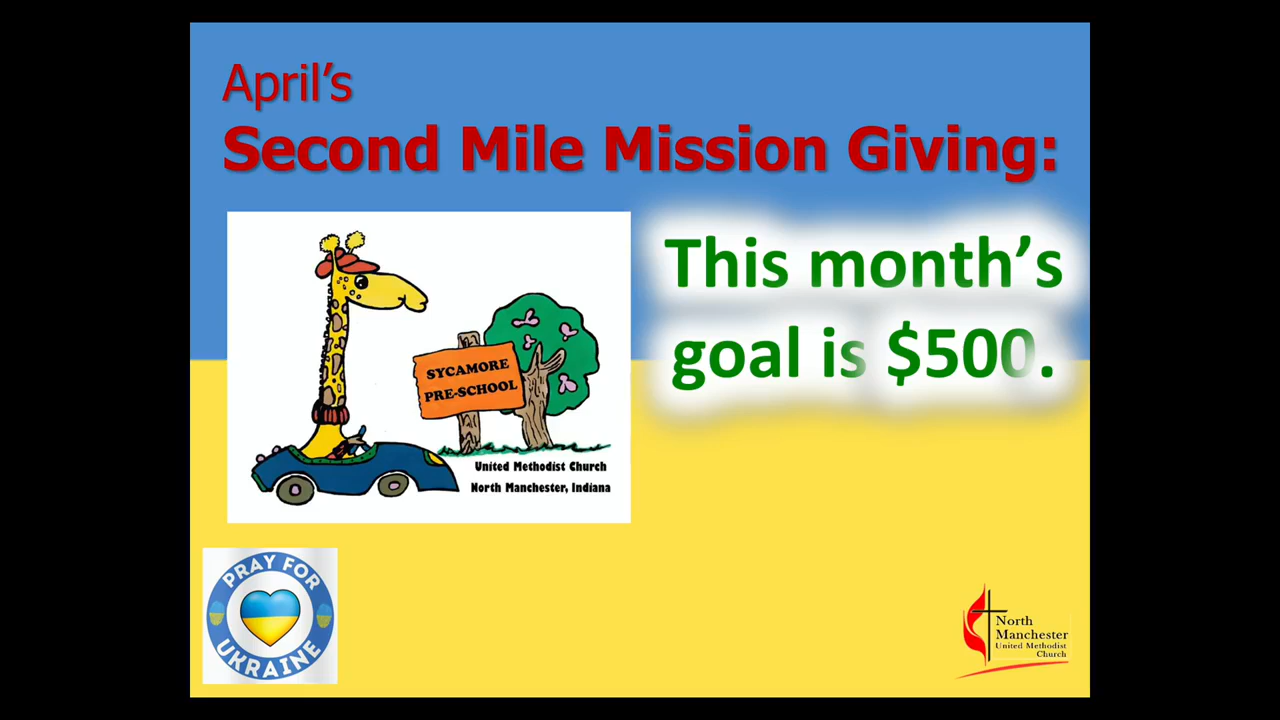 April's
Second Mile Mission Giving:
This month's
goal is $500.
SYCAMORE
PRE-SCHOOL
United Methodist Church
North Manchester, Indiana
PRAY FOR
UKRAINE
North
Manchester
United Methodist
Church